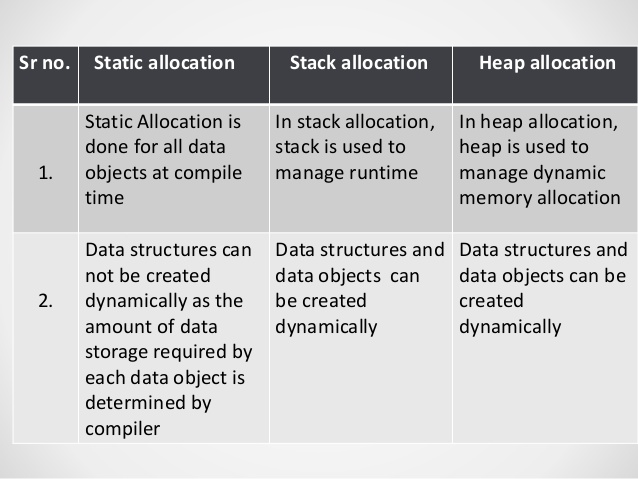 Sr no. Static allocation Stack allocation Heap allocation
1.
Static Allocation is
done for all data
objects at compile
time
In stack allocation,
stack is used to
manage runtime
In heap allocation,
heap is used to
manage dynamic
memory allocation
2.
Data structures can
not be created
dynamically as the
amount of data
storage required by
each data object is
determined by
compiler
Data structures and
data objects can
be created
dynamically
Data structures and
data objects can be
created
dynamically